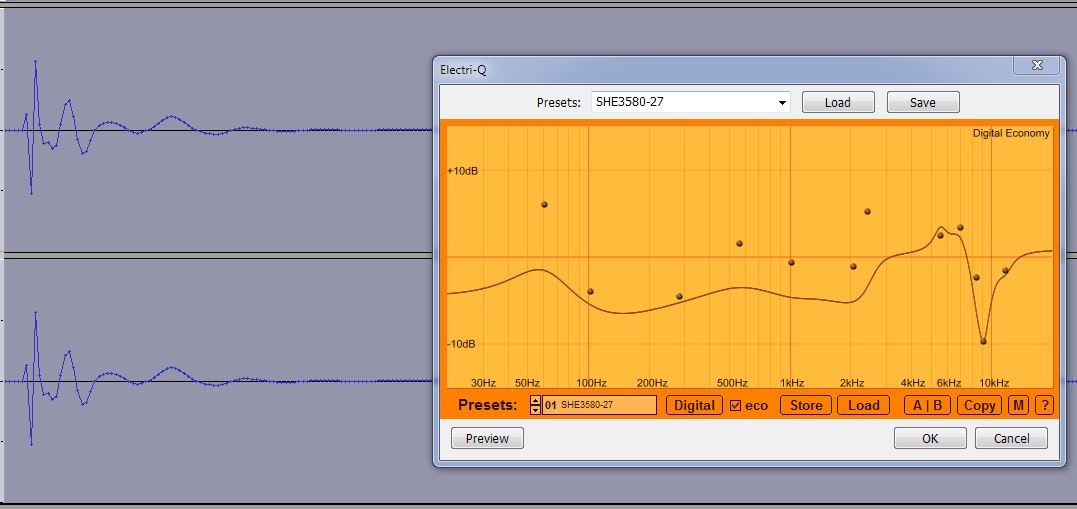 Electri-Q
Presets: SHE3580-27 Load Save
Digital Economy
+10dB
-10dB
30Hz 50Hz 100Hz 200Hz 500Hz 1kHz 2kHz 4kHz 6kHz 10kHz
Presets: 01 SHE3580-27 Digital eco Store Load A | B Copy M ?
Preview OK Cancel